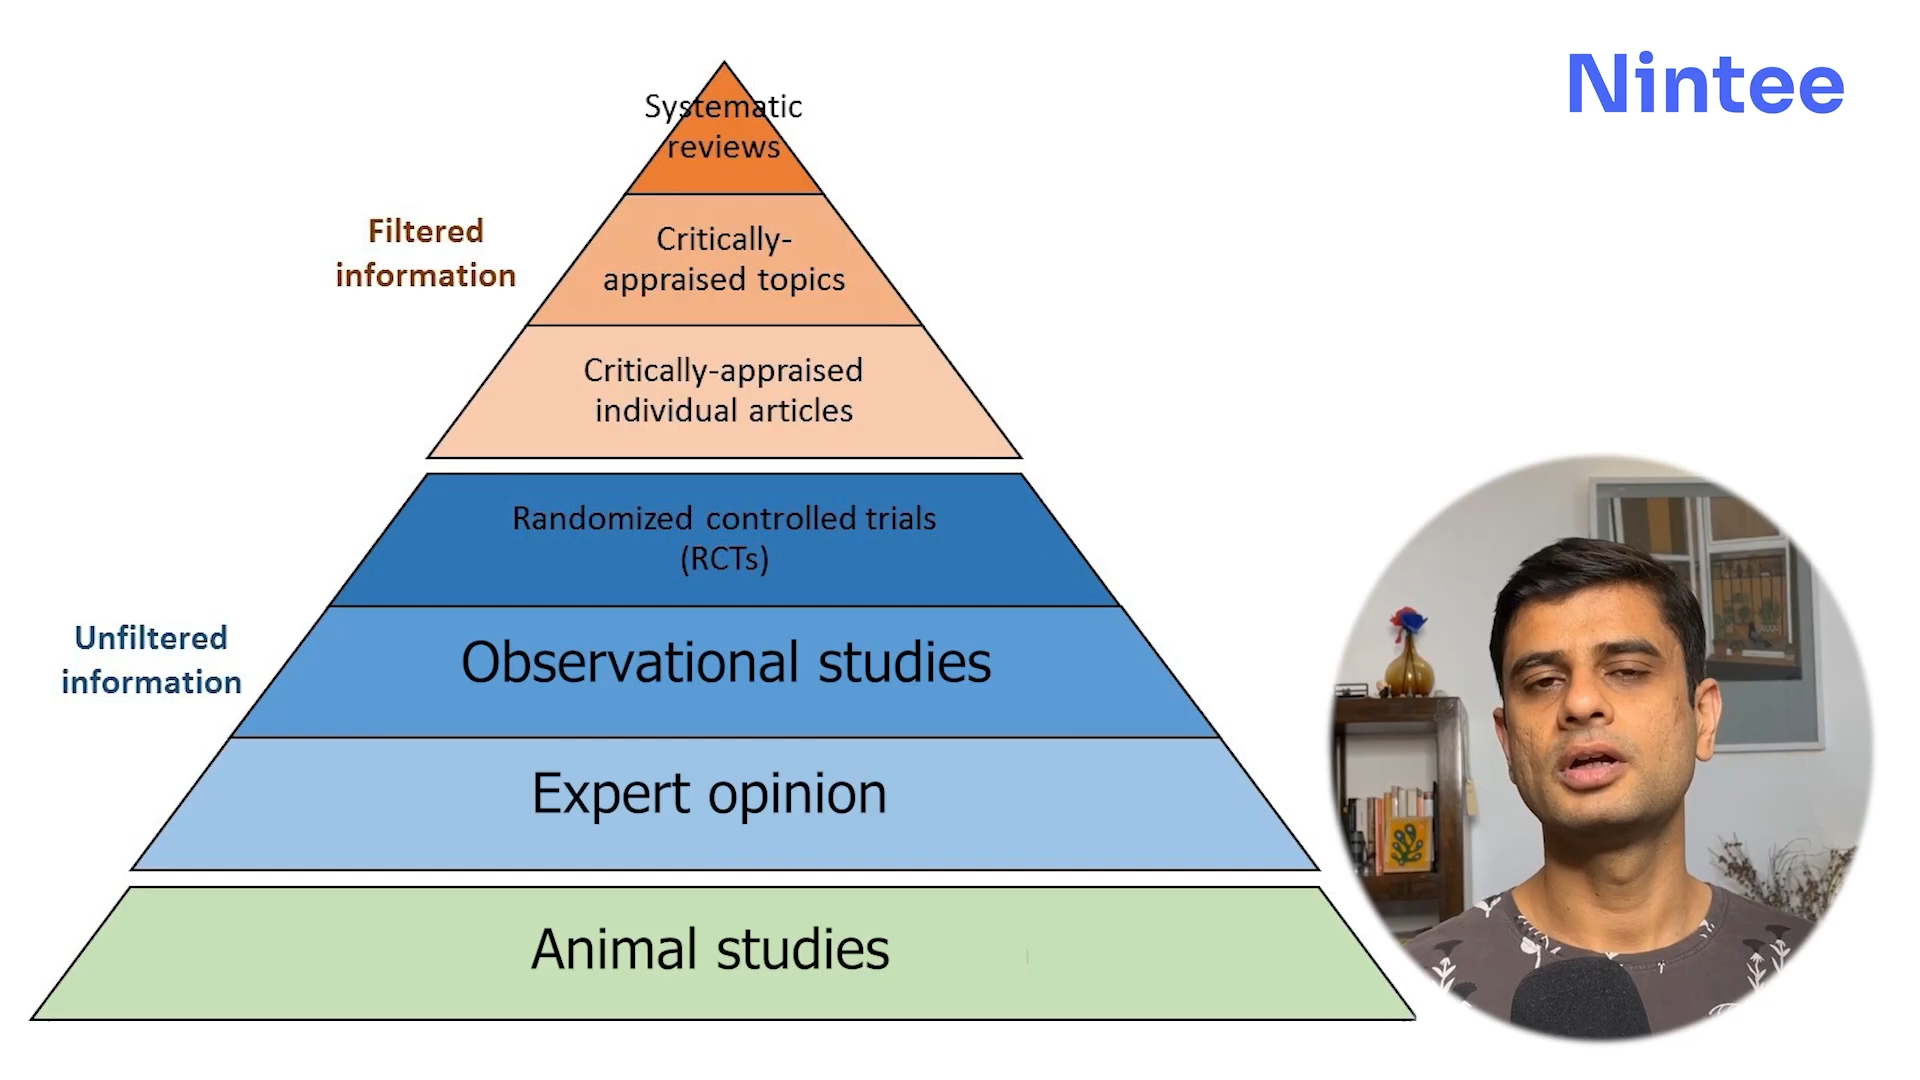 Nintee
Systematic
reviews
Filtered
information
Critically-
appraised topics
Critically-appraised
individual articles
Randomized controlled trials
(RCTs)
Unfiltered
information
Observational studies
Expert opinion
Animal studies